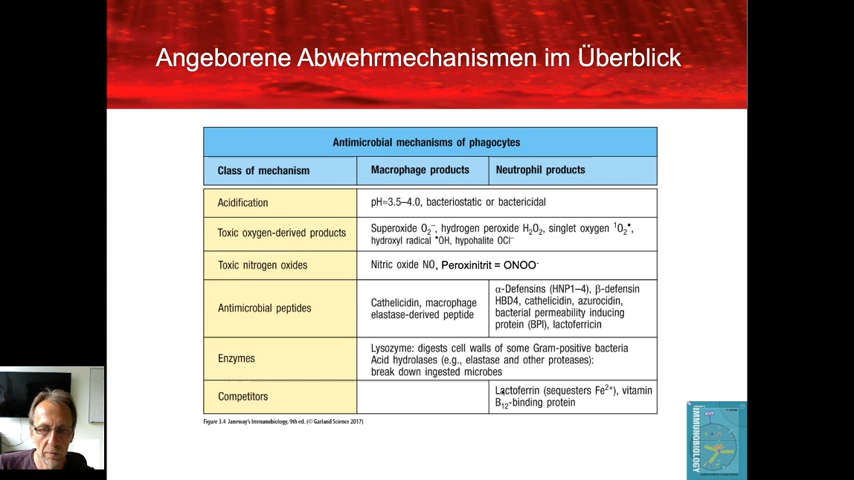 Angeborene Abwehrmechanismen im Überblick
Antimicrobial mechanisms of phagocytes
Class of mechanism
Macrophage products
Neutrophil products
Acidification
pH≈3.5–4.0, bacteriostatic or bactericidal
Toxic oxygen-derived products
Superoxide O₂⁻, hydrogen peroxide H₂O₂, singlet oxygen ¹O₂•,
hydroxyl radical •OH, hypohalite OCl⁻
Toxic nitrogen oxides
Nitric oxide NO, Peroxinitrit = ONOO⁻
Antimicrobial peptides
Cathelicidin, macrophage
elastase-derived peptide
α-Defensins (HNP1–4), β-defensin
HBD4, cathelicidin, azurocidin,
bacterial permeability inducing
protein (BPI), lactoferricin
Enzymes
Lysozyme: digests cell walls of some Gram-positive bacteria
Acid hydrolases (e.g., elastase and other proteases):
break down ingested microbes
Competitors
Lactoferrin (sequesters Fe²⁺), vitamin
B₁₂-binding protein
Figure 3.4 Janeway's Immunobiology, 9th ed. (© Garland Science 2017)
IMMUNOBIOLOGY